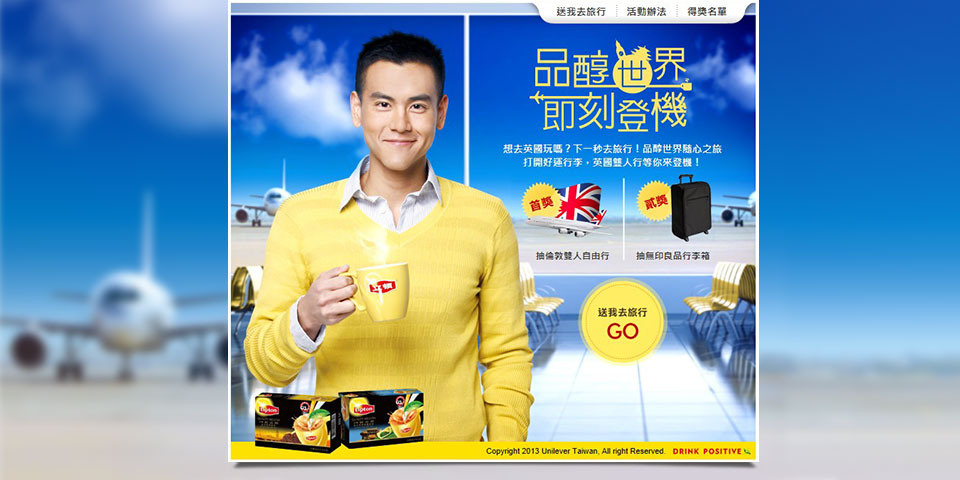 送我去旅行 活動辦法 得獎名單
品醇世界
即刻登機
想去英國玩嗎？下一秒去旅行！品醇世界隨心之旅
打開好運行李，英國雙人行等你來登機！
首獎 貳獎
抽倫敦雙人自由行 抽無印良品行李箱
立頓
送我去旅行
GO
Lipton Lipton
Copyright 2013 Unilever Taiwan, All right Reserved. DRINK POSITIVE